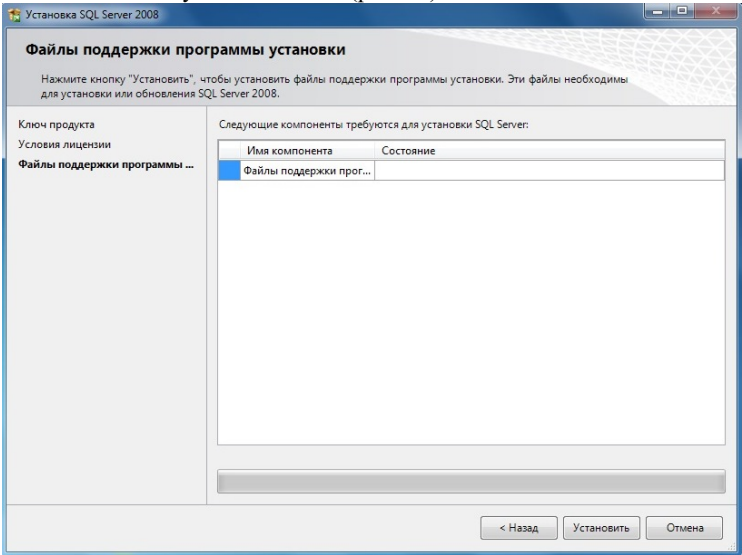 Установка SQL Server 2008
Файлы поддержки программы установки
Нажмите кнопку "Установить", чтобы установить файлы поддержки программы установки. Эти файлы необходимы
для установки или обновления SQL Server 2008.
Ключ продукта
Условия лицензии
Файлы поддержки программы ...
Следующие компоненты требуются для установки SQL Server:
Имя компонента Состояние
Файлы поддержки прог...
< Назад Установить Отмена